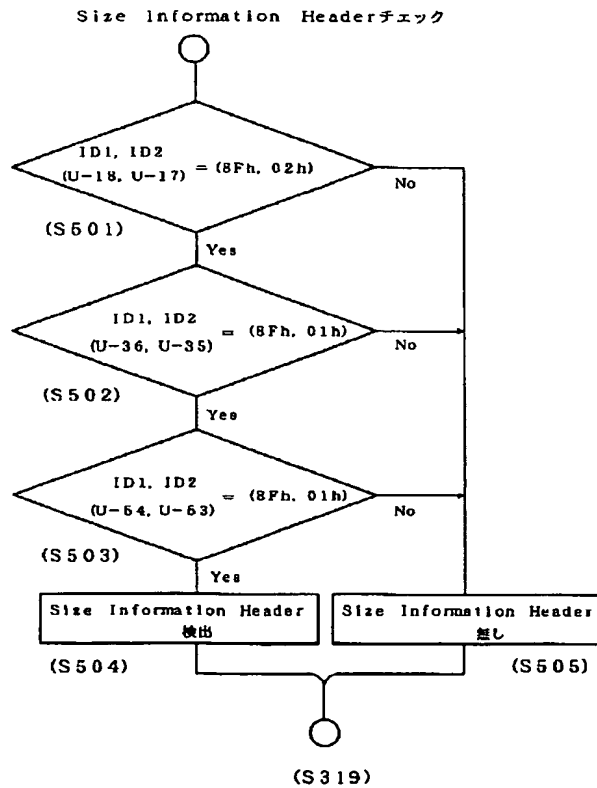 Size Information Headerチェック
ID1, ID2
(U-18, U-17) = (8Fh, 02h)
No
(S501)
Yes
ID1, ID2
(U-36, U-35) = (8Fh, 01h)
No
(S502)
Yes
ID1, ID2
(U-54, U-53) = (8Fh, 01h)
No
(S503)
Yes
Size Information Header
検出
Size Information Header
無し
(S504)
(S505)
(S319)